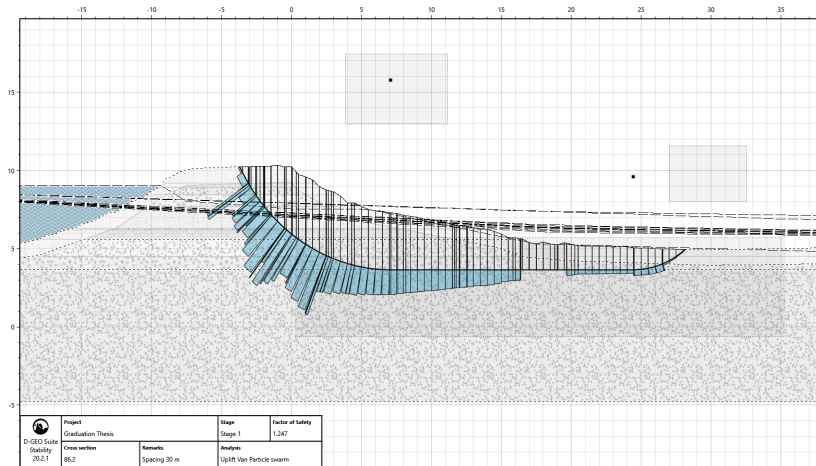 -15 -10 -5 0 5 10 15 20 25 30 35
15
10
5
0
-5
D-GEO Suite
Stability
20.2.1
Project
Graduation Thesis
Stage
Stage 1
Factor of Safety
1.247
Cross section
86.2
Remarks
Spacing 30 m
Analysis
Uplift Van Particle swarm